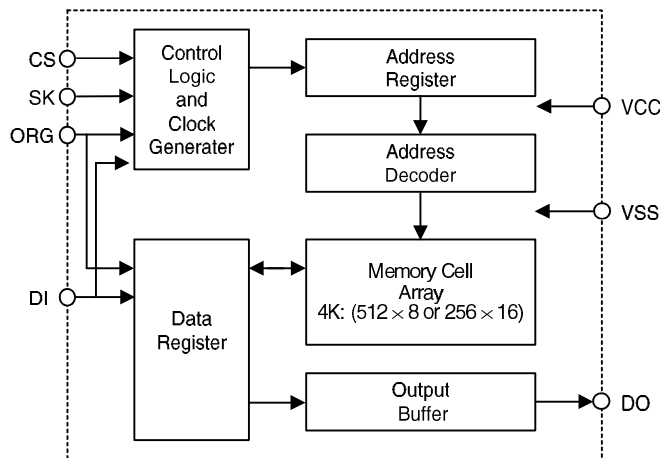 CS
SK
ORG
DI
Control
Logic
and
Clock
Generater
Address
Register
VCC
Address
Decoder
VSS
Data
Register
Memory Cell
Array
4K: (512 × 8 or 256 × 16)
Output
Buffer
DO